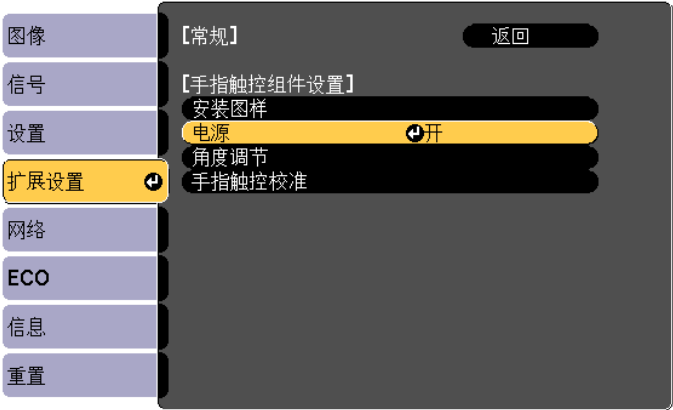 图像
信号
设置
扩展设置
网络
ECO
信息
重置
【常规】 返回
【手指触控组件设置】
安装图样
电源 开
角度调节
手指触控校准